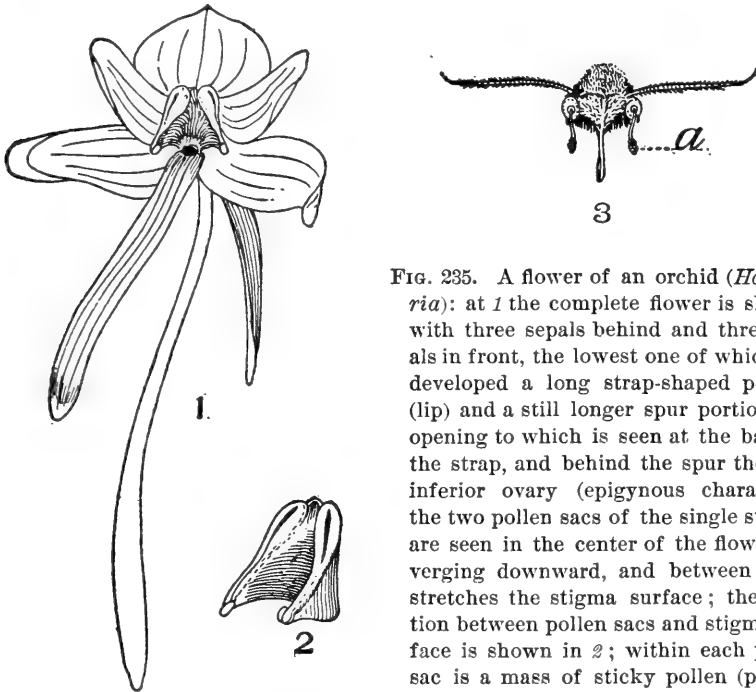 a
3
FIG. 235. A flower of an orchid (Ha
ria): at 1 the complete flower is s
with three sepals behind and thre
als in front, the lowest one of whic
developed a long strap-shaped p
(lip) and a still longer spur portio
opening to which is seen at the ba
the strap, and behind the spur the
inferior ovary (epigynous chara
the two pollen sacs of the single s
are seen in the center of the flow
verging downward, and between
stretches the stigma surface; the
tion between pollen sacs and stigm
face is shown in 2; within each
sac is a mass of sticky pollen (p
1.
2